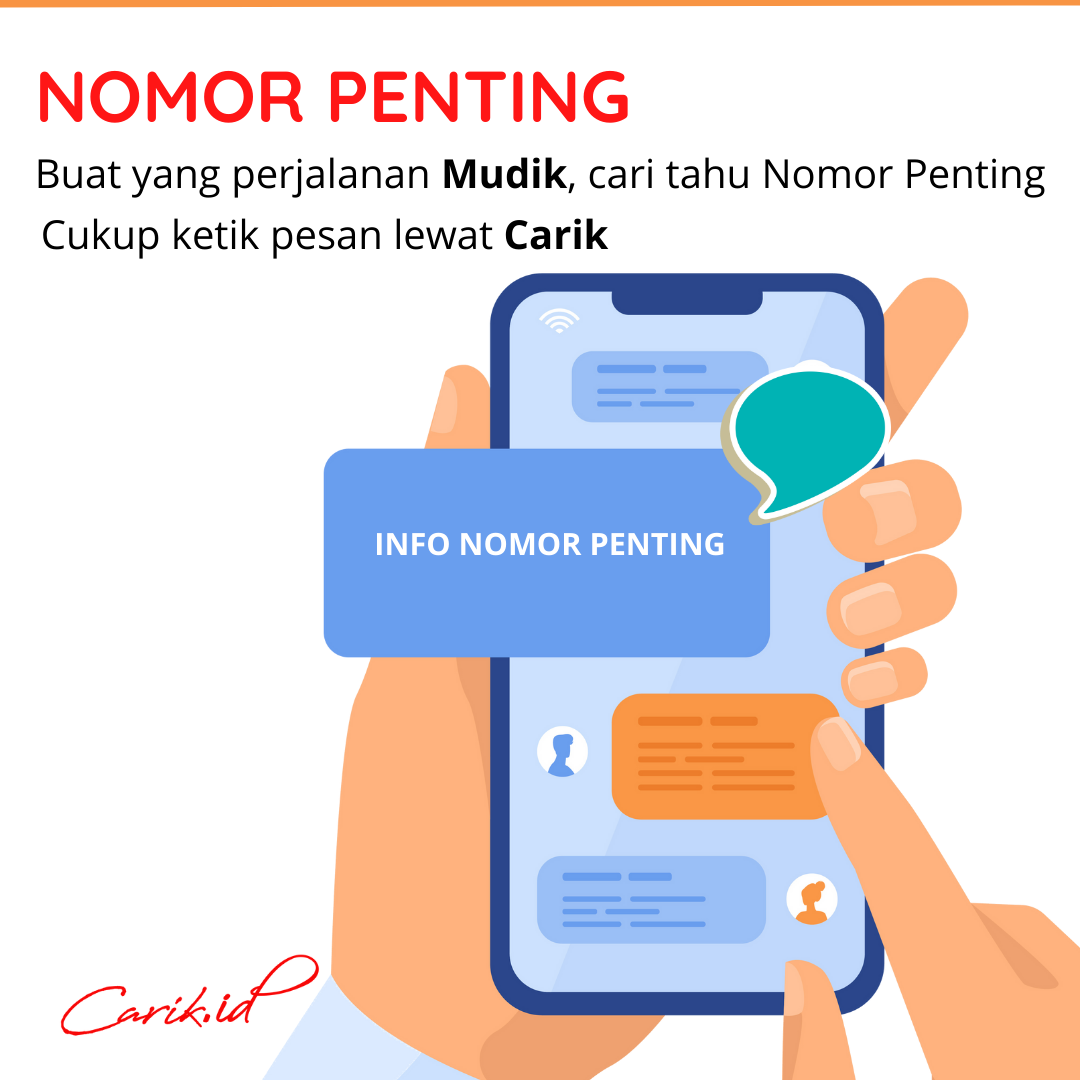 NOMOR PENTING
Buat yang perjalanan Mudik, cari tahu Nomor Penting
Cukup ketik pesan lewat Carik
INFO NOMOR PENTING
Carik.id